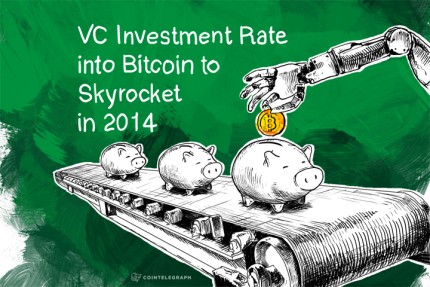 VC Investment Rate
into Bitcoin to
Skyrocket
in 2014
B
COINTELEGRAPH